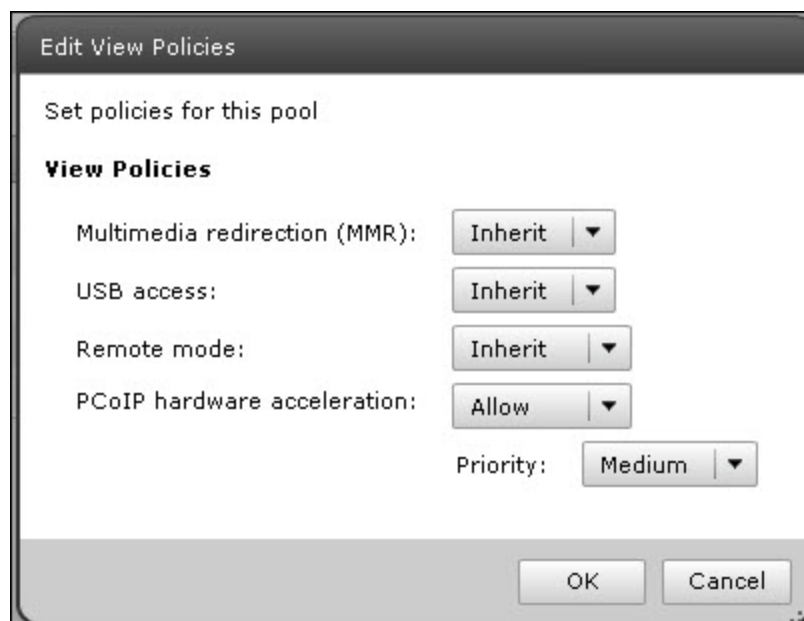 Edit View Policies
Set policies for this pool
View Policies
Multimedia redirection (MMR): Inherit
USB access: Inherit
Remote mode: Inherit
PCoIP hardware acceleration: Allow
Priority: Medium
OK Cancel